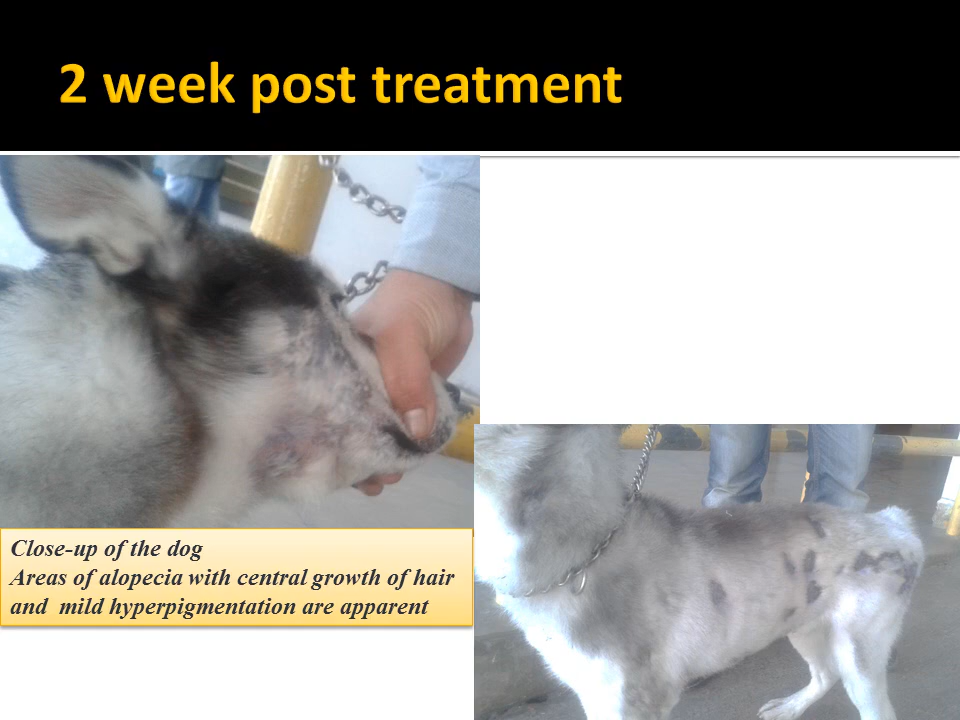 2 week post treatment
Close-up of the dog
Areas of alopecia with central growth of hair
and mild hyperpigmentation are apparent